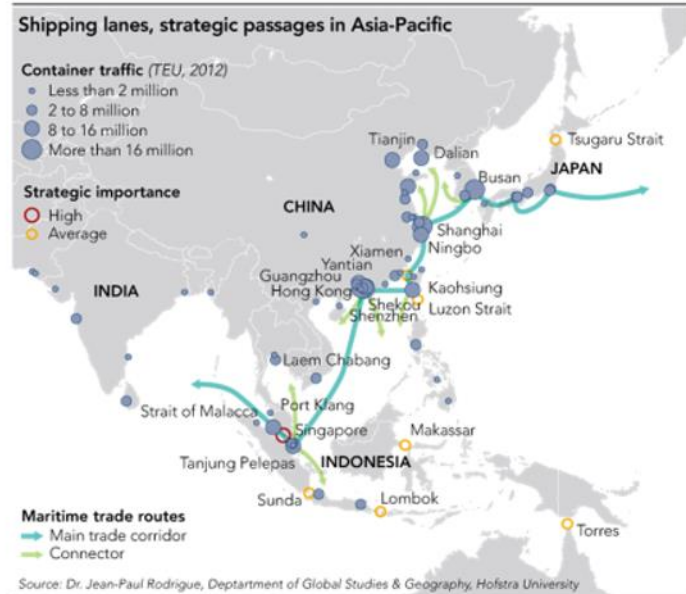 Shipping lanes, strategic passages in Asia-Pacific
Container traffic (TEU, 2012)
Less than 2 million
2 to 8 million
8 to 16 million
More than 16 million
Strategic importance
High
Average
Tianjin
Dalian
Tsugaru Strait
Busan
JAPAN
CHINA
Shanghai
Ningbo
Xiamen
Yantian
Guangzhou
Hong Kong
Kaohsiung
INDIA
Shekou
Luzon Strait
Shenzhen
Laem Chabang
Port Klang
Strait of Malacca
Singapore
Makassar
Tanjung Pelepas
INDONESIA
Sunda
Lombok
Torres
Maritime trade routes
Main trade corridor
Connector
Source: Dr. Jean-Paul Rodrigue, Deptartment of Global Studies & Geography, Hofstra University